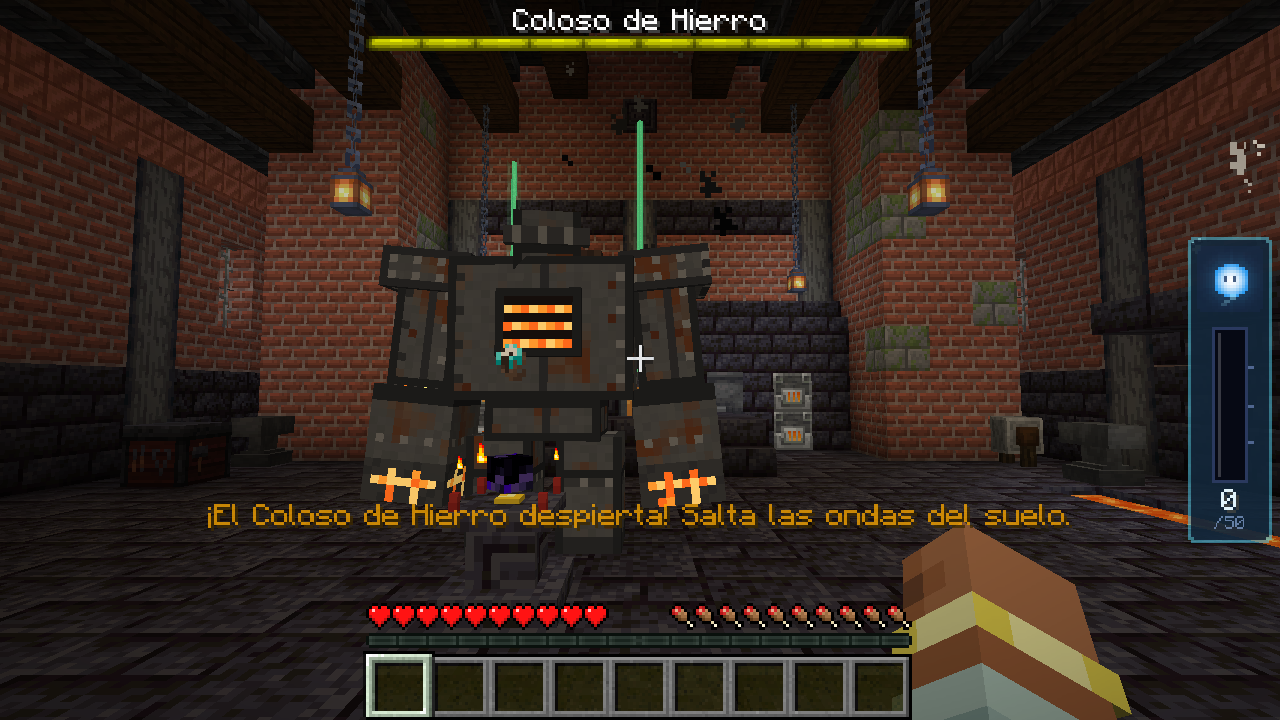 Coloso de Hierro
¡El Coloso de Hierro despierta! Salta las ondas del suelo.
0
/50